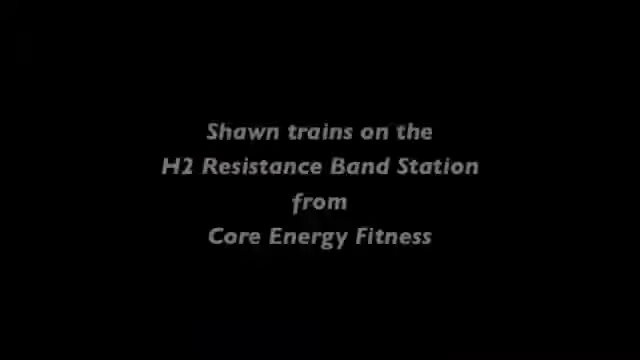 Shawn trains on the
H2 Resistance Band Station
from
Core Energy Fitness